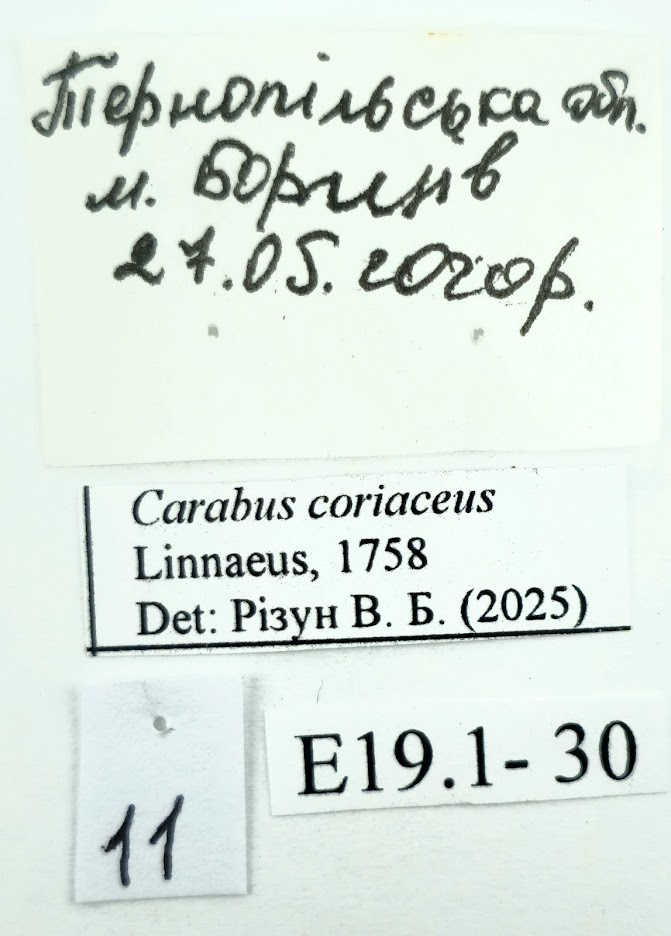 Тернопільська обл.
м. Борщів
27.05.2020р.
Carabus coriaceus
Linnaeus, 1758
Det: Різун В. Б. (2025)
11
E19.1- 30